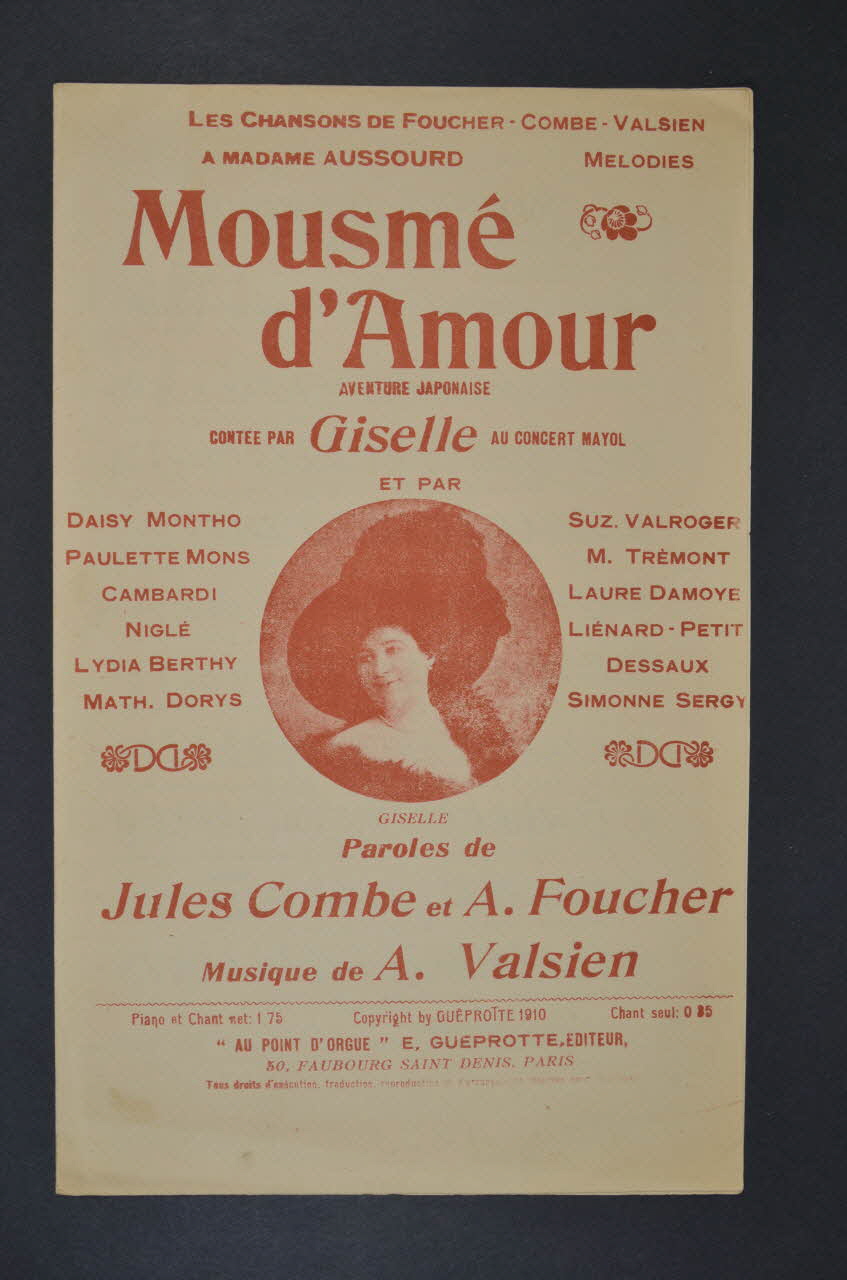 LES CHANSONS DE FOUCHER - COMBE - VALSIEN
A MADAME AUSSOURD MELODIES
Mousmé
d'Amour
AVENTURE JAPONAISE
CONTEE PAR Giselle AU CONCERT MAYOL
ET PAR
DAISY MONTHO
PAULETTE MONS
CAMBARDI
NIGLÉ
LYDIA BERTHY
MATH. DORYS
SUZ. VALROGER
M. TRÉMONT
LAURE DAMOYE
LIÉNARD - PETIT
DESSAUX
SIMONNE SERGY
GISELLE
Paroles de
Jules Combe et A. Foucher
Musique de A. Valsien
Piano et Chant net: 1 75 Copyright by GUÉPROTTE 1910 Chant seul: 0 35
" AU POINT D'ORGUE " E. GUEPROTTE, EDITEUR,
50, FAUBOURG SAINT DENIS. PARIS
Tous droits d'exécution, traduction, reproduction